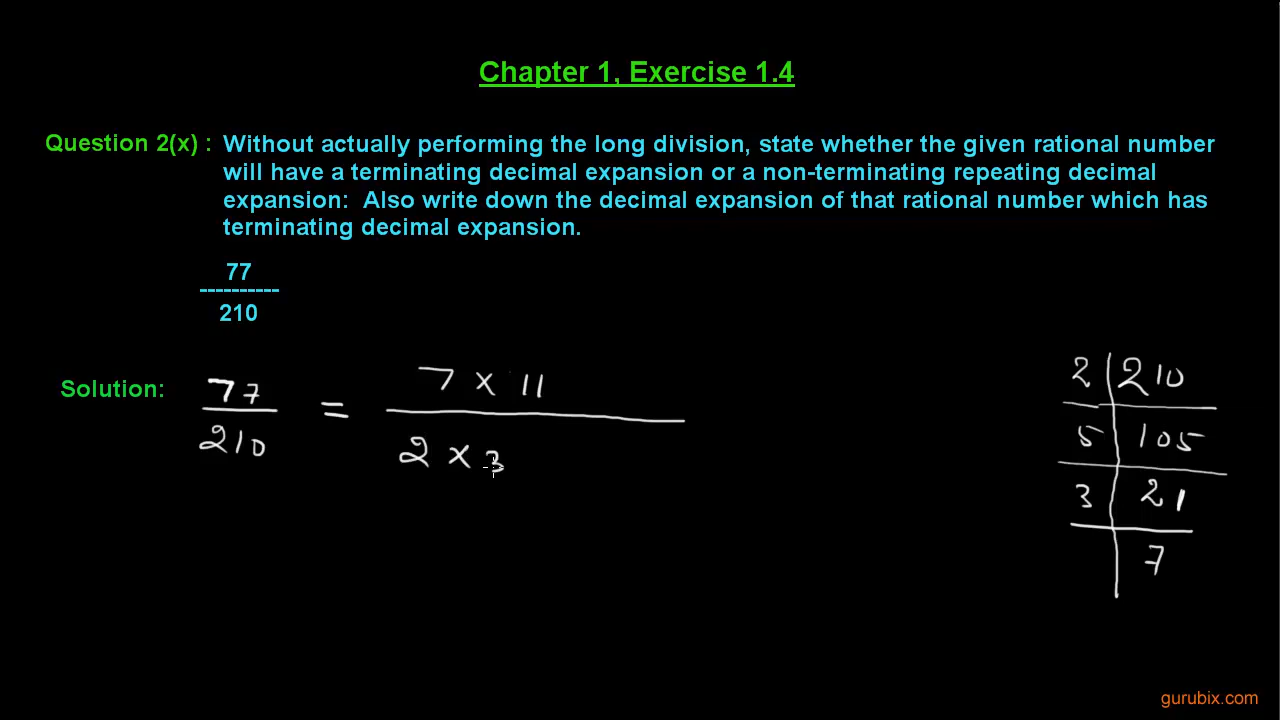 Chapter 1, Exercise 1.4
Question 2(x) : Without actually performing the long division, state whether the given rational number
will have a terminating decimal expansion or a non-terminating repeating decimal
expansion: Also write down the decimal expansion of that rational number which has
terminating decimal expansion.
77
----------
210
Solution:
77
210
=
7 × 11
2 × 3
2 | 210
5 | 105
3 | 21
7
gurubix.com